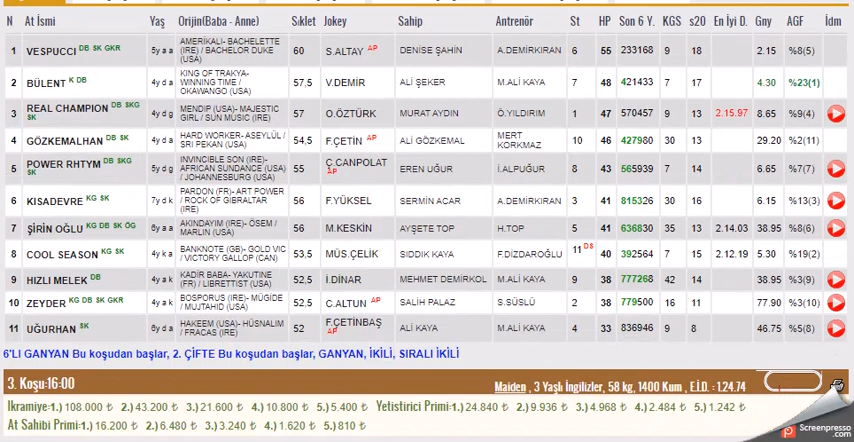 N At İsmi Yaş Orijin(Baba - Anne) Sıklet Jokey Sahip Antrenör St HP Son 6 Y. KGS s20 En İyi D. Gny AGF İdm
1 VESPUCCI DB SK GKR 5y a a AMERIKALI- BACHELETTE (IRE) / BACHELOR DUKE (USA) 60 S.ALTAY AP DENİSE ŞAHİN A.DEMİRKIRAN 6 55 233168 9 18 2.15 %8(5)
2 BÜLENT K DB 4y d a KING OF TRAKYA- WINNING TIME / OKAWANGO (USA) 57,5 V.DEMİR ALİ ŞEKER M.ALİ KAYA 7 48 421433 7 17 4.30 %23(1)
3 REAL CHAMPION DB SKG SK 4y d g MENDIP (USA)- MAJESTIC GIRL / SUN MUSIC (IRE) 57 O.ÖZTÜRK MURAT AYDIN Ö.YILDIRIM 1 47 570457 9 13 2.15.97 8.65 %9(4)
4 GÖZKEMALHAN DB SK 4y d a HARD WORKER- ASEYLÜL / SRI PEKAN (USA) 54,5 F.ÇETİN AP ALİ GÖZKEMAL MERT KORKMAZ 10 46 427980 30 13 29.20 %2(11)
5 POWER RHTYM DB SKG SK 5y d g INVINCIBLE SON (IRE)- AFRICAN SUNDANCE (USA) / JOHANNESBURG (USA) 55 Ç.CANPOLAT AP EREN UĞUR İ.ALPUĞUR 8 43 565939 7 14 6.65 %7(7)
6 KISADEVRE KG SK 7y d k PARDON (FR)- ART POWER / ROCK OF GIBRALTAR (IRE) 56 F.YÜKSEL SERMİN ACAR A.DEMİRKIRAN 3 41 815326 30 16 6.15 %13(3)
7 ŞİRİN OĞLU KG DB SK ÖG 6y a a AKINDAYIM (IRE)- ÖSEM / MARLIN (USA) 56 M.KESKİN AYŞETE TOP H.TOP 5 41 636830 35 13 2.14.03 38.95 %8(6)
8 COOL SEASON KG SK 4y k a BANKNOTE (GB)- GOLD VIC / VICTORY GALLOP (CAN) 53,5 MÜS.ÇELİK SIDDIK KAYA F.DİZDAROĞLU 11 DS 40 392564 7 15 2.12.19 5.30 %19(2)
9 HIZLI MELEK DB 4y a k KADİR BABA- YAKUTINE (FR) / LIBRETTIST (USA) 52,5 İ.DİNAR MEHMET DEMİRKOL M.ALİ KAYA 9 38 777268 42 14 38.95 %3(9)
10 ZEYDER KG DB SK GKR 4y a k BOSPORUS (IRE)- MÜGİDE / MUJTAHID (USA) 52,5 C.ALTUN AP SALİH PALAZ S.SÜSLÜ 2 38 779500 16 11 77.90 %3(10)
11 UĞURHAN SK 6y d a HAKEEM (USA)- HÜSNALIM / FRACAS (IRE) 52 F.ÇETİNBAŞ AP ALİ KAYA M.ALİ KAYA 4 33 836946 9 8 46.75 %5(8)
6'LI GANYAN Bu koşudan başlar, 2. ÇİFTE Bu koşudan başlar, GANYAN, İKİLİ, SIRALI İKİLİ
3. Koşu:16:00 Maiden , 3 Yaşlı İngilizler, 58 kg, 1400 Kum , E.İ.D. : 1.24.74
Ikramiye:1.) 108.000 ₺ 2.) 43.200 ₺ 3.) 21.600 ₺ 4.) 10.800 ₺ 5.) 5.400 ₺ Yetistirici Primi:1.) 24.840 ₺ 2.) 9.936 ₺ 3.) 4.968 ₺ 4.) 2.484 ₺ 5.) 1.242 ₺
At Sahibi Primi:1.) 16.200 ₺ 2.) 6.480 ₺ 3.) 3.240 ₺ 4.) 1.620 ₺ 5.) 810 ₺
Screenpresso.com